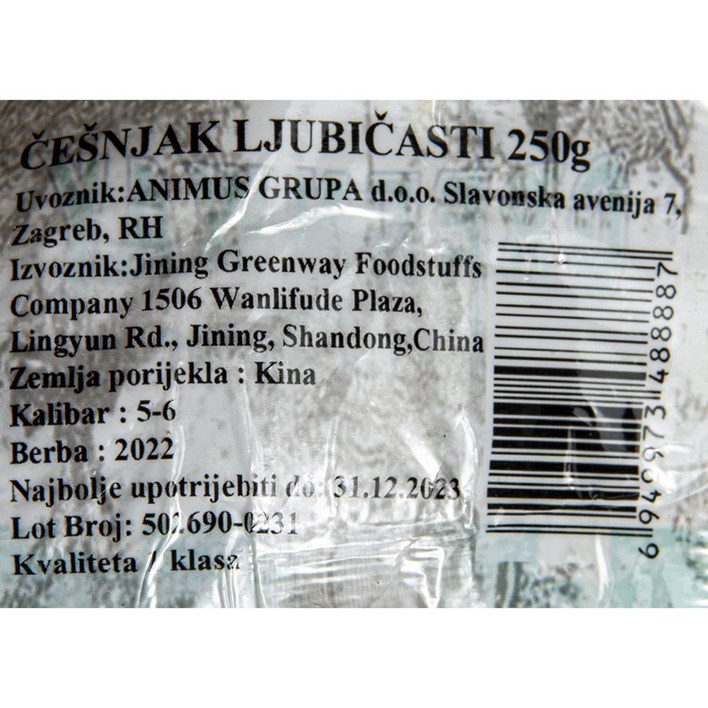 ČEŠNJAK LJUBIČASTI 250g
Uvoznik:ANIMUS GRUPA d.o.o. Slavonska avenija 7,
Zagreb, RH
Izvoznik:Jining Greenway Foodstuffs
Company 1506 Wanlifude Plaza,
Lingyun Rd., Jining, Shandong,China
Zemlja porijekla : Kina
Kalibar : 5-6
Berba : 2022
Najbolje upotrijebiti do: 31.12.2023
Lot Broj:
Kvaliteta klasa
6949973488887